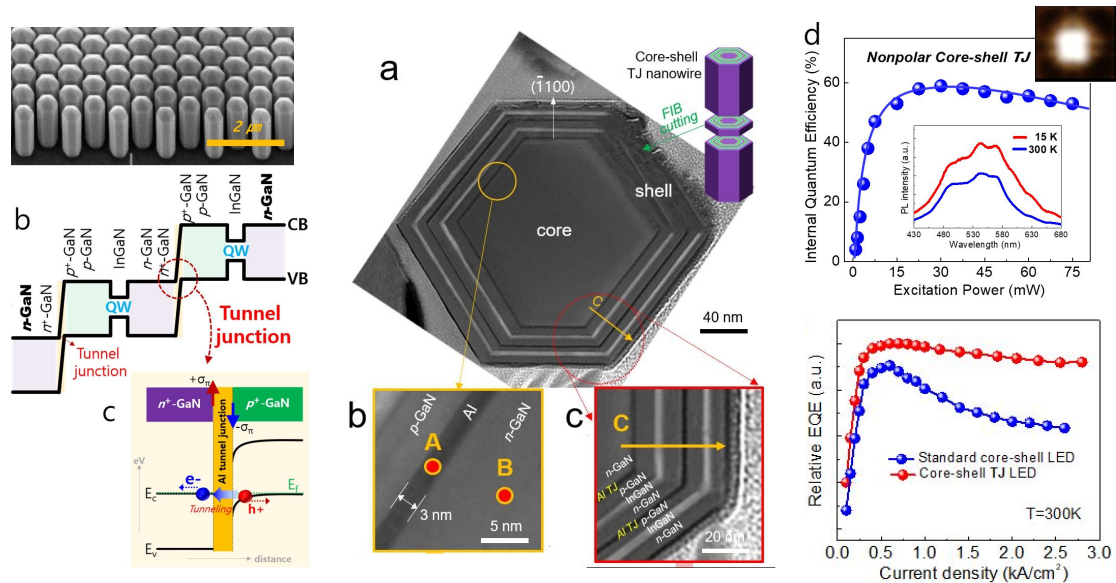 2 μm
b
n-GaN
n⁺-GaN
p⁺-GaN
p-GaN
InGaN
n-GaN
n⁺-GaN
p⁺-GaN
p-GaN
InGaN
n-GaN
CB
QW
VB
QW
Tunnel
junction
Tunnel
junction
c
+σπ
n⁺-GaN
p⁺-GaN
-σπ
Al tunnel junction
eV
e-
Ec
Ef
Tunneling
h+
Ev
distance
a
Core-shell
TJ nanowire
(1̄100)
FIB
cutting
shell
core
C
40 nm
b
p-GaN
Al
n-GaN
A
B
3 nm
5 nm
c
C
n-GaN
Al TJ
p-GaN
InGaN
n-GaN
Al TJ
p-GaN
InGaN
n-GaN
20 nm
d
Nonpolar Core-shell TJ
Internal Quantum Efficiency (%)
60
40
20
0
15 K
300 K
PL intensity (a.u.)
430 480 530 580 630 680
Wavelength (nm)
0 15 30 45 60 75
Excitation Power (mW)
Relative EQE (a.u.)
Standard core-shell LED
Core-shell TJ LED
T=300K
0.0 0.5 1.0 1.5 2.0 2.5 3.0
Current density (kA/cm²)